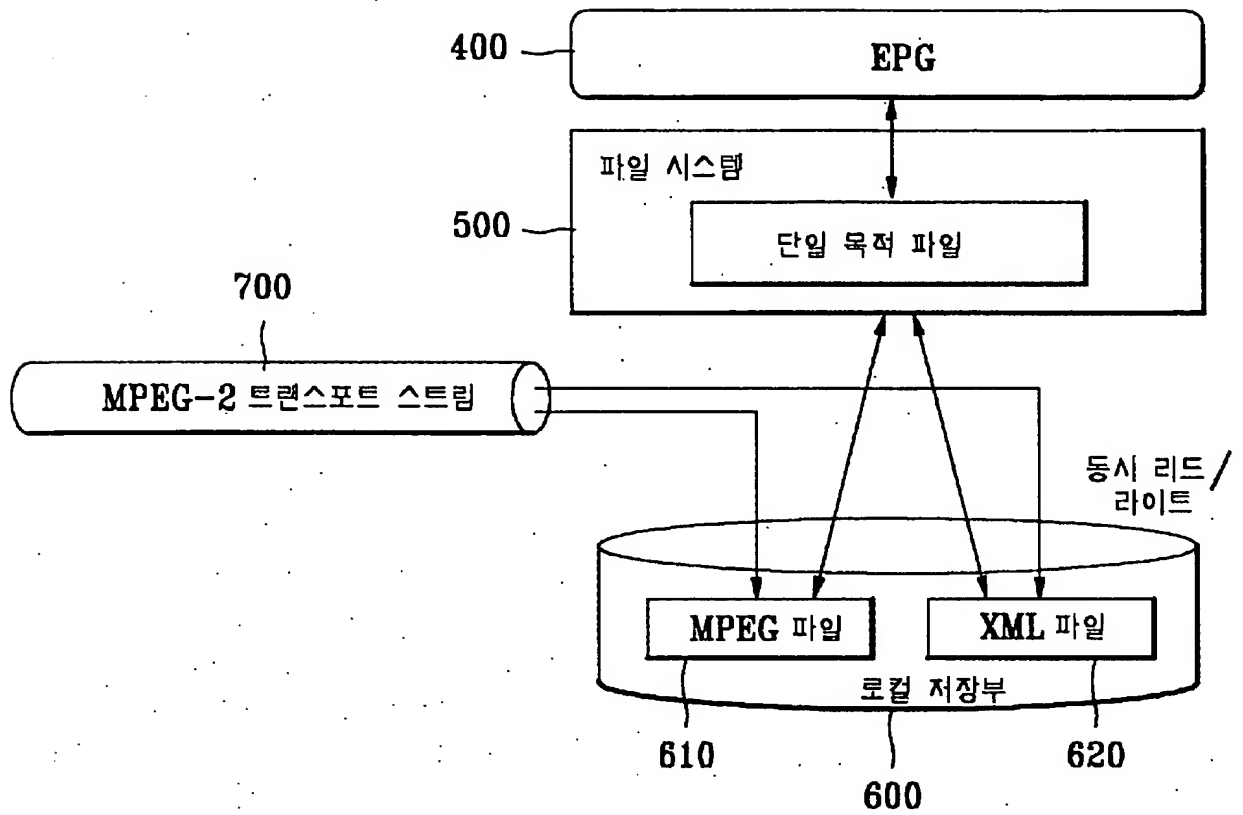 400
EPG
파일 시스템
500
단일 목적 파일
700
MPEG-2 트랜스포트 스트림
동시 리드/
라이트
MPEG 파일
XML 파일
로컬 저장부
610
620
600